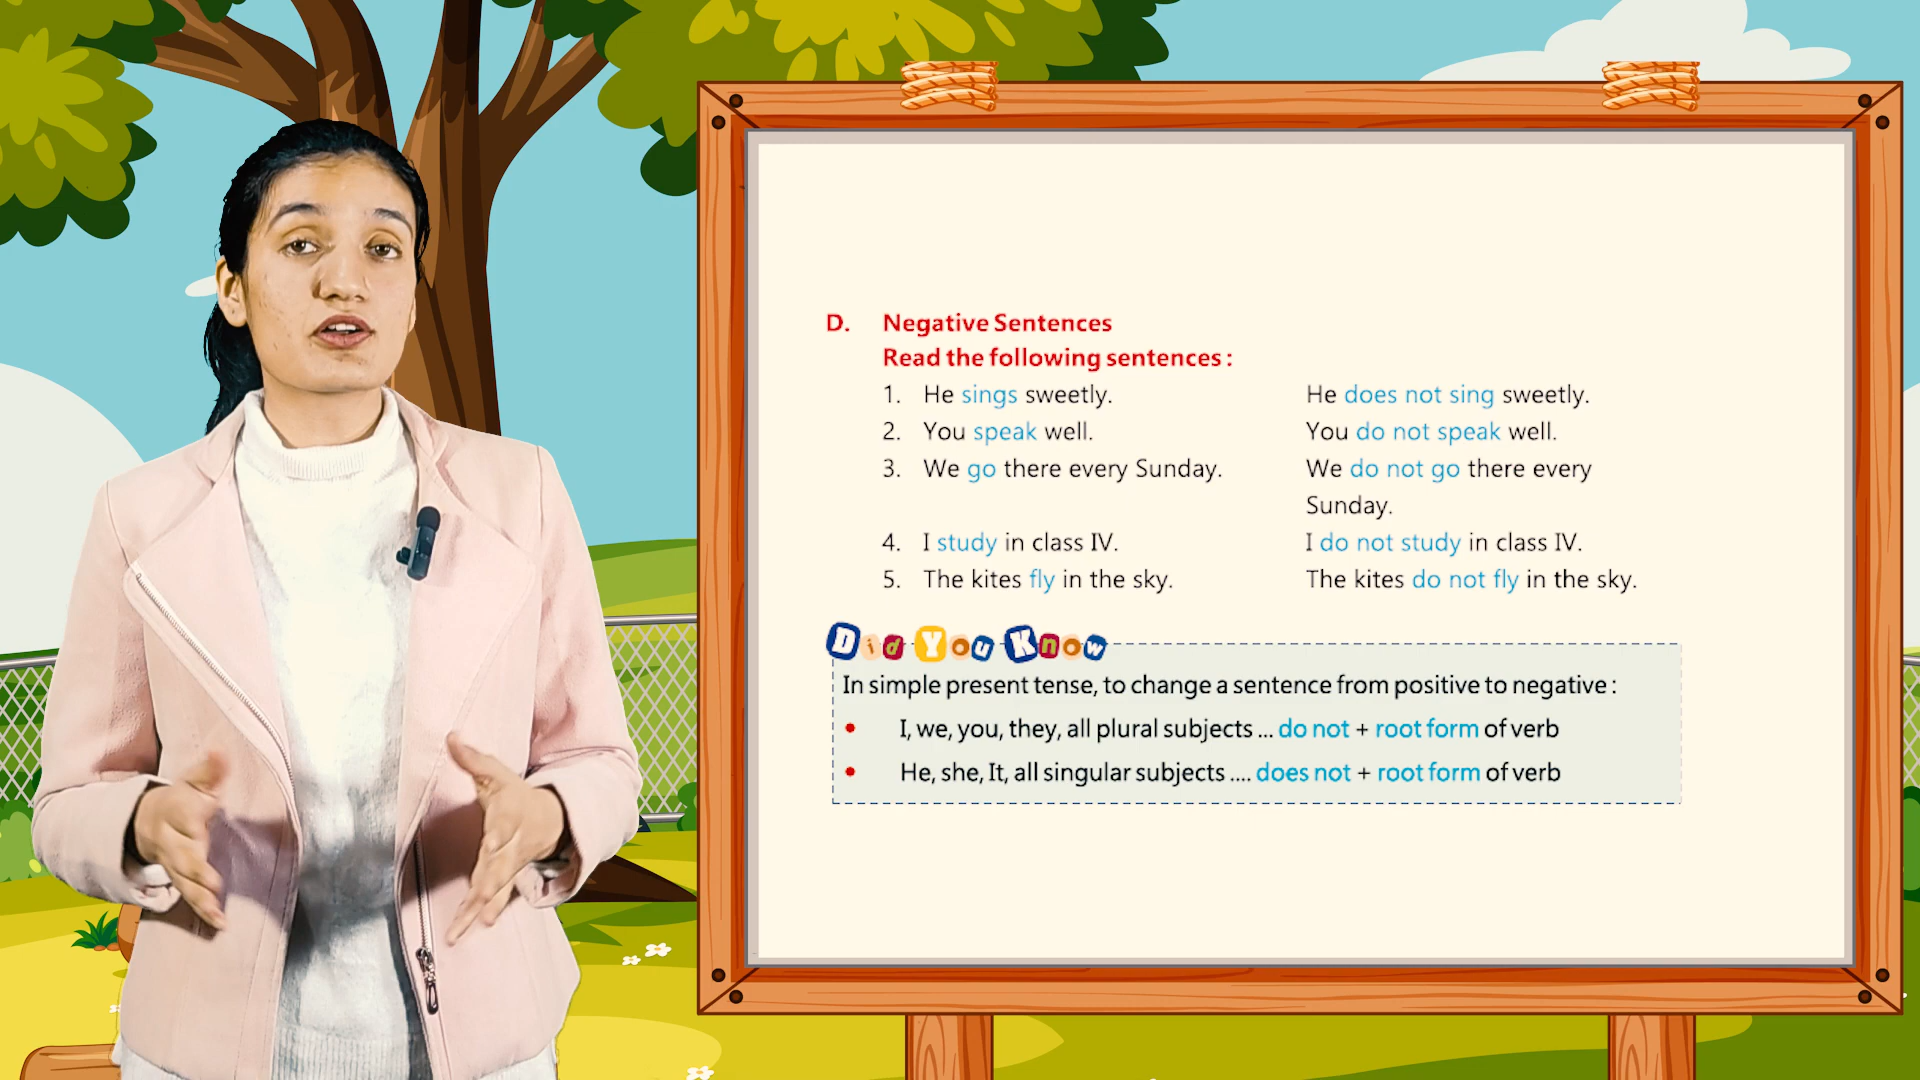 D. Negative Sentences
Read the following sentences :
1. He sings sweetly. He does not sing sweetly.
2. You speak well. You do not speak well.
3. We go there every Sunday. We do not go there every
Sunday.
4. I study in class IV. I do not study in class IV.
5. The kites fly in the sky. The kites do not fly in the sky.
Did You Know
In simple present tense, to change a sentence from positive to negative :
• I, we, you, they, all plural subjects ... do not + root form of verb
• He, she, It, all singular subjects .... does not + root form of verb